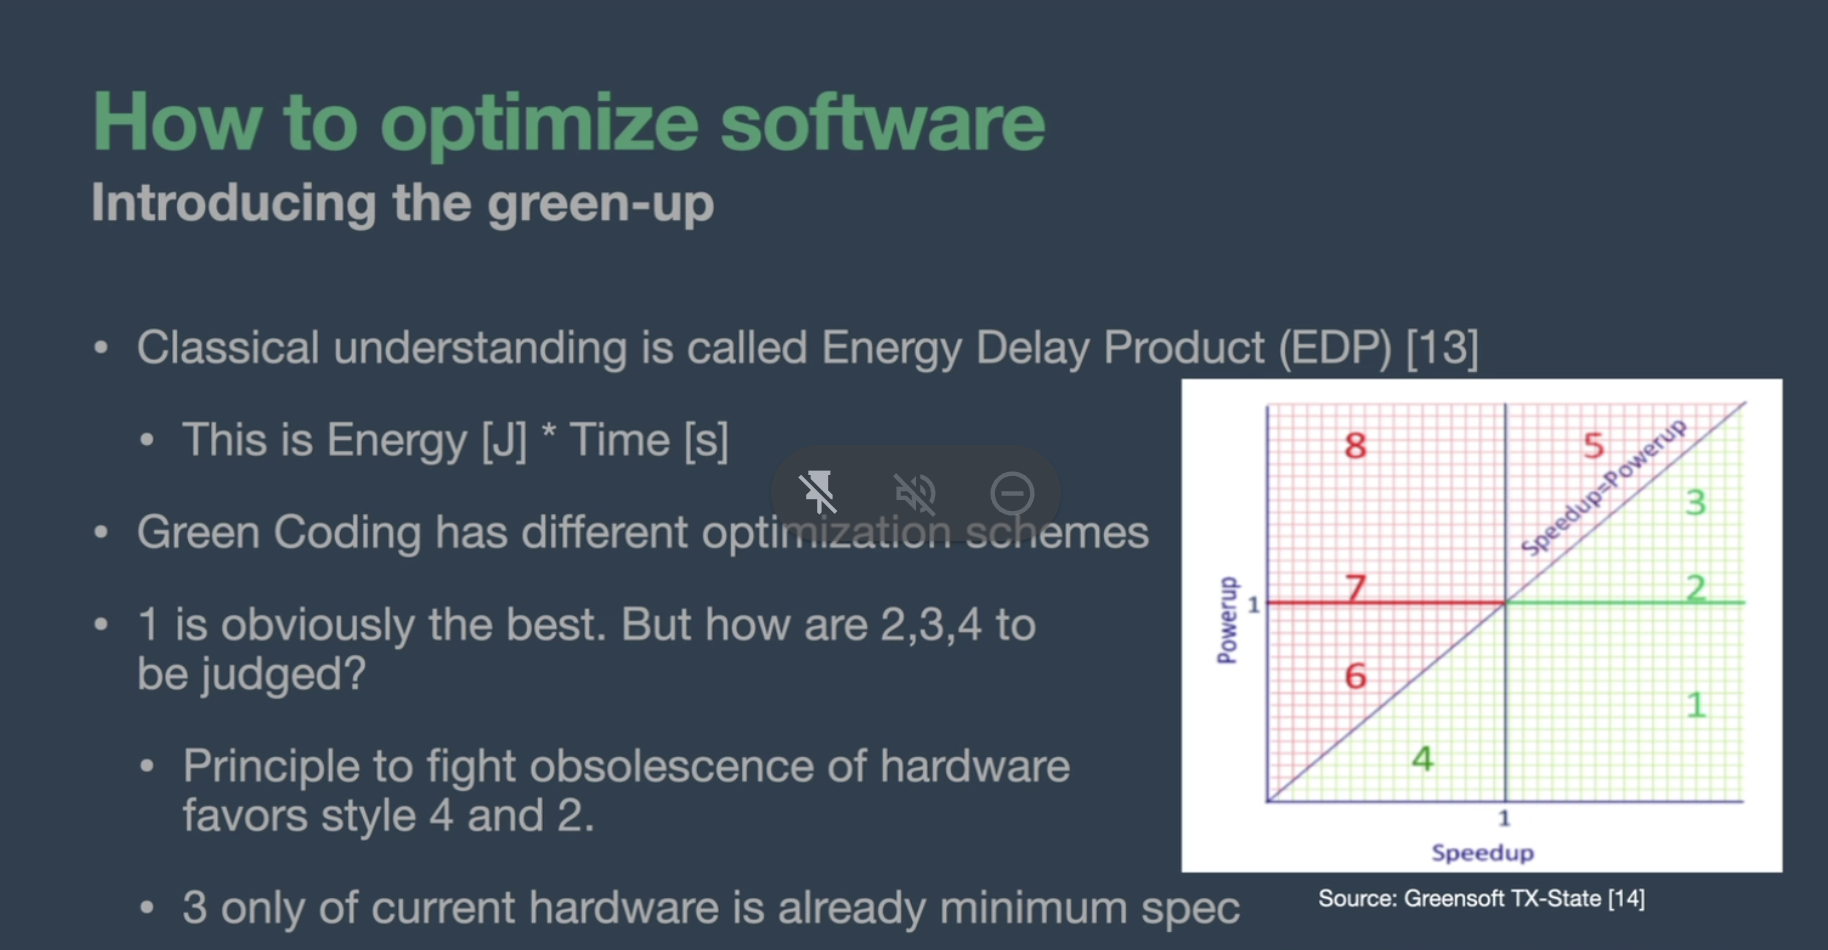 How to optimize software
Introducing the green-up
• Classical understanding is called Energy Delay Product (EDP) [13]
• This is Energy [J] * Time [s]
• Green Coding has different optimization schemes
• 1 is obviously the best. But how are 2,3,4 to
be judged?
• Principle to fight obsolescence of hardware
favors style 4 and 2.
• 3 only of current hardware is already minimum spec
8
5
Speedup=Powerup
3
7
2
Powerup
1
6
1
4
1
Speedup
Source: Greensoft TX-State [14]